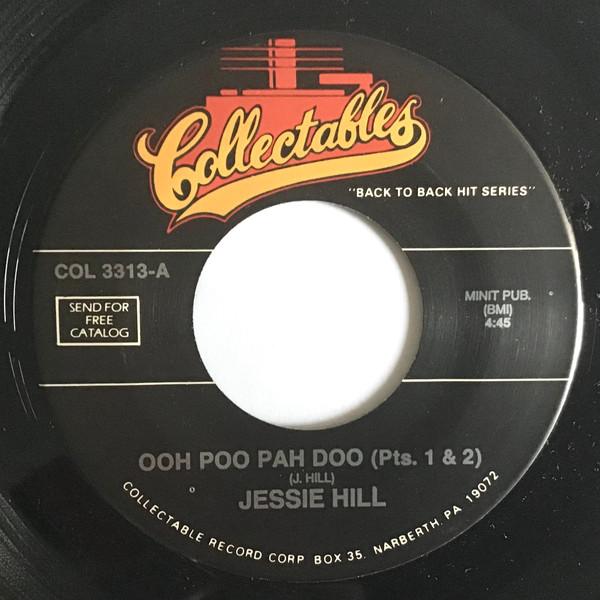 Collectables
"BACK TO BACK HIT SERIES"
COL 3313-A
SEND FOR
FREE
CATALOG
MINIT PUB.
(BMI)
4:45
OOH POO PAH DOO (Pts. 1 & 2)
(J. HILL)
JESSIE HILL
COLLECTABLE RECORD CORP BOX 35, NARBERTH, PA 19072